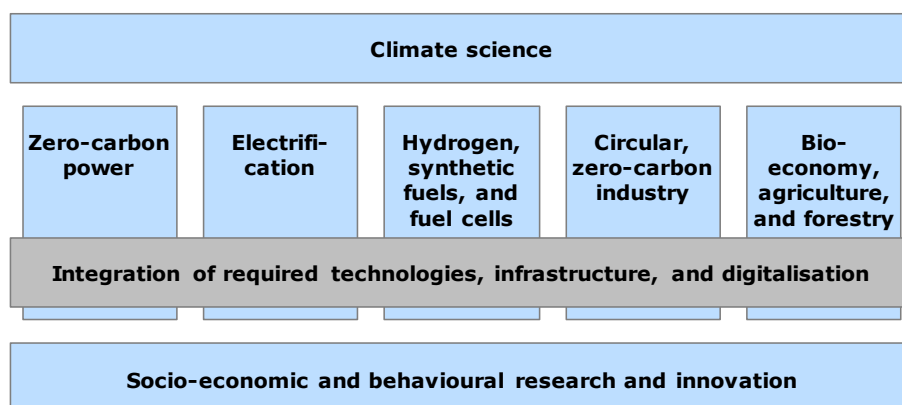 Climate science
Zero-carbon
power
Electrifi-
cation
Hydrogen,
synthetic
fuels, and
fuel cells
Circular,
zero-carbon
industry
Bio-
economy,
agriculture,
and forestry
Integration of required technologies, infrastructure, and digitalisation
Socio-economic and behavioural research and innovation